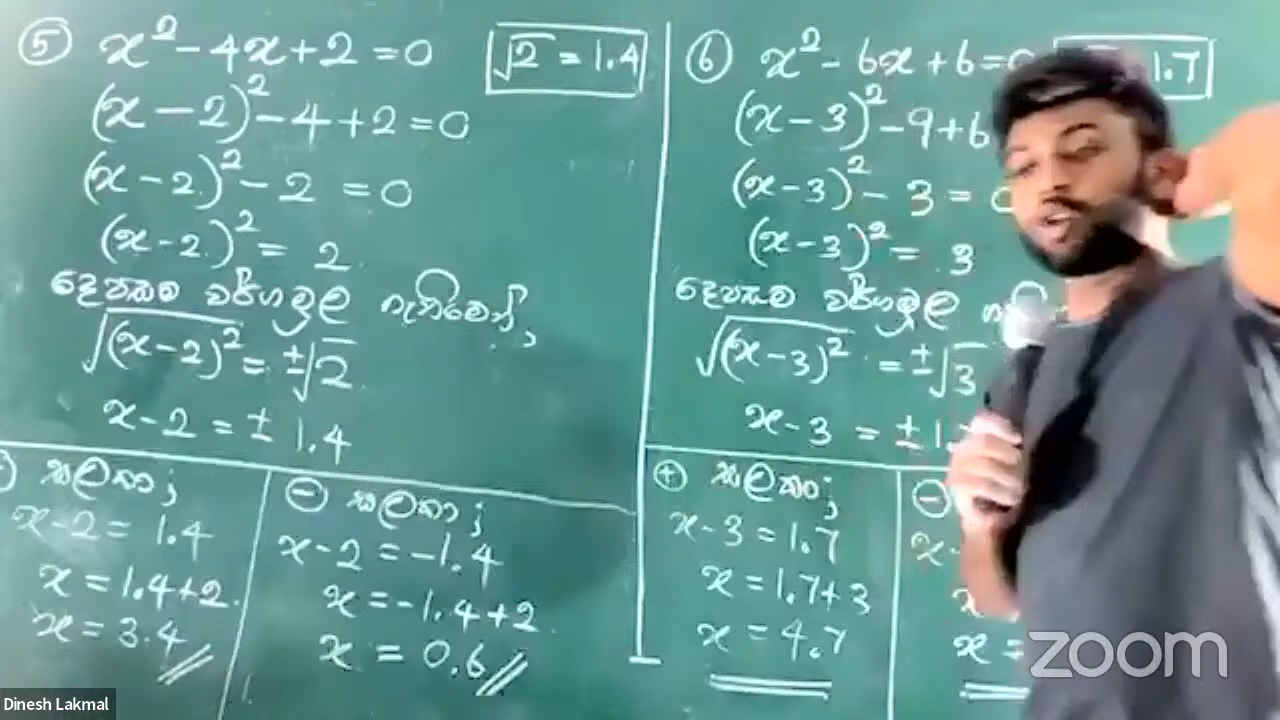 ⑤ x² - 4x + 2 = 0
√2 = 1.4
(x - 2)² - 4 + 2 = 0
(x - 2)² - 2 = 0
(x - 2)² = 2
දෙපසම වර්ගමූල ගැනීමෙන්,
√(x - 2)² = ±√2
x - 2 = ± 1.4
සලකා;
x - 2 = 1.4
x = 1.4 + 2
x = 3.4
⊖ සලකා;
x - 2 = -1.4
x = -1.4 + 2
x = 0.6
⑥ x² - 6x + 6 =
1.7
(x - 3)² - 9 + 6
(x - 3)² - 3 =
(x - 3)² = 3
දෙපසම වර්ගමූල
√(x - 3)² = ±√3
x - 3 = ± 1.
⊕ සලකා;
x - 3 = 1.7
x = 1.7 + 3
x = 4.7
⊖
x -
x
x =
zoom
Dinesh Lakmal